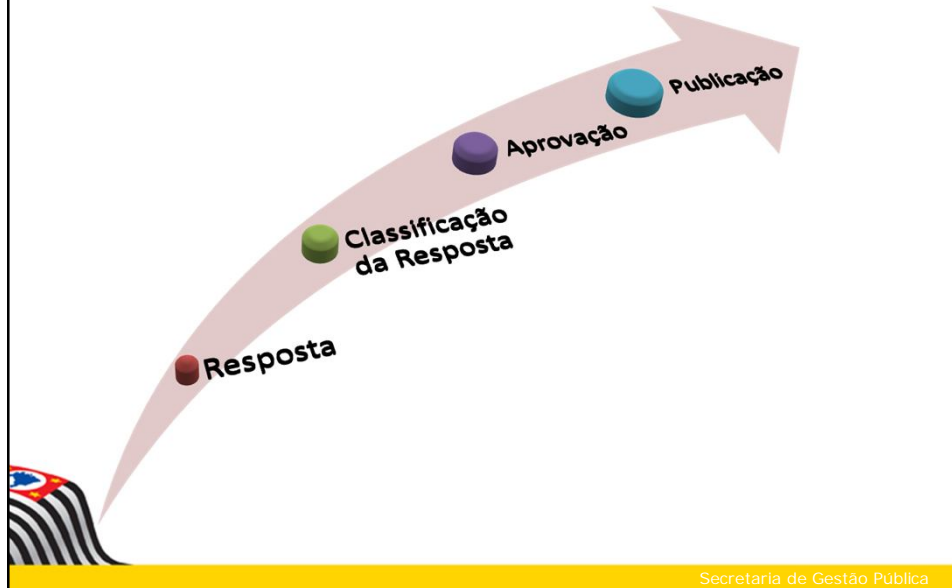 Publicação
Aprovação
Classificação
da Resposta
Resposta
Secretaria de Gestão Pública